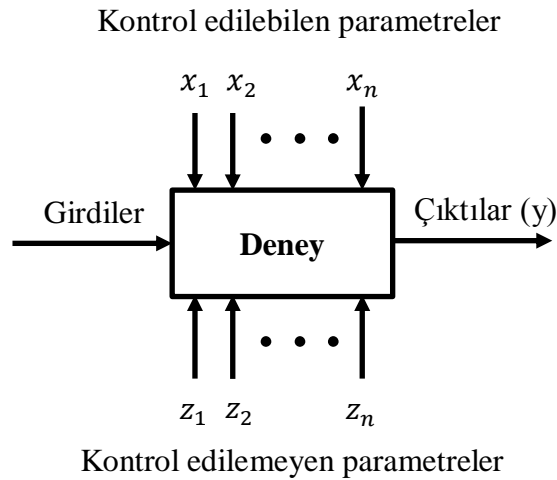 Kontrol edilebilen parametreler
x₁ x₂ xₙ
Girdiler
Deney
Çıktılar (y)
z₁ z₂ zₙ
Kontrol edilemeyen parametreler